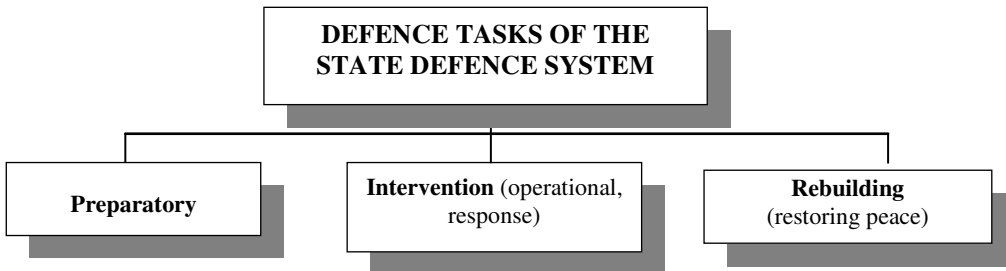 DEFENCE TASKS OF THE
STATE DEFENCE SYSTEM
Preparatory
Intervention (operational,
response)
Rebuilding
(restoring peace)